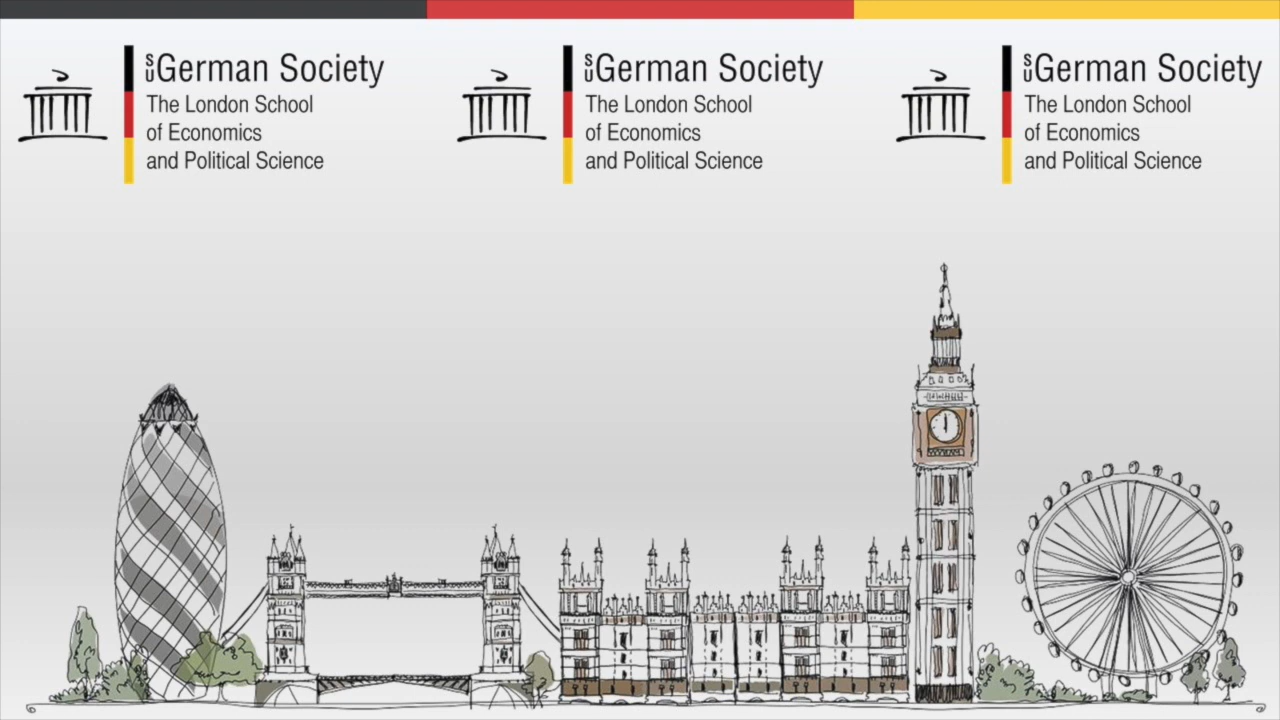 SU German Society
The London School
of Economics
and Political Science
SU German Society
The London School
of Economics
and Political Science
SU German Society
The London School
of Economics
and Political Science